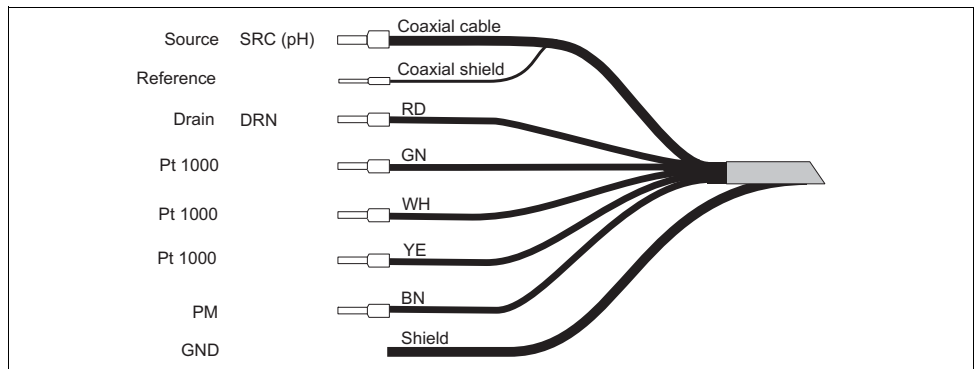 Source SRC (pH) Coaxial cable
Reference Coaxial shield
Drain DRN RD
Pt 1000 GN
Pt 1000 WH
Pt 1000 YE
PM BN
GND Shield